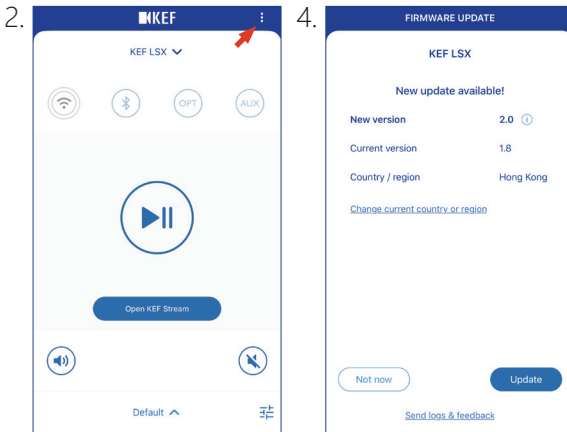 2.
KEF
KEF LSX
OPT
AUX
Open KEF Stream
Default
4.
FIRMWARE UPDATE
KEF LSX
New update available!
New version 2.0
Current version 1.8
Country / region Hong Kong
Change current country or region
Not now Update
Send logs & feedback